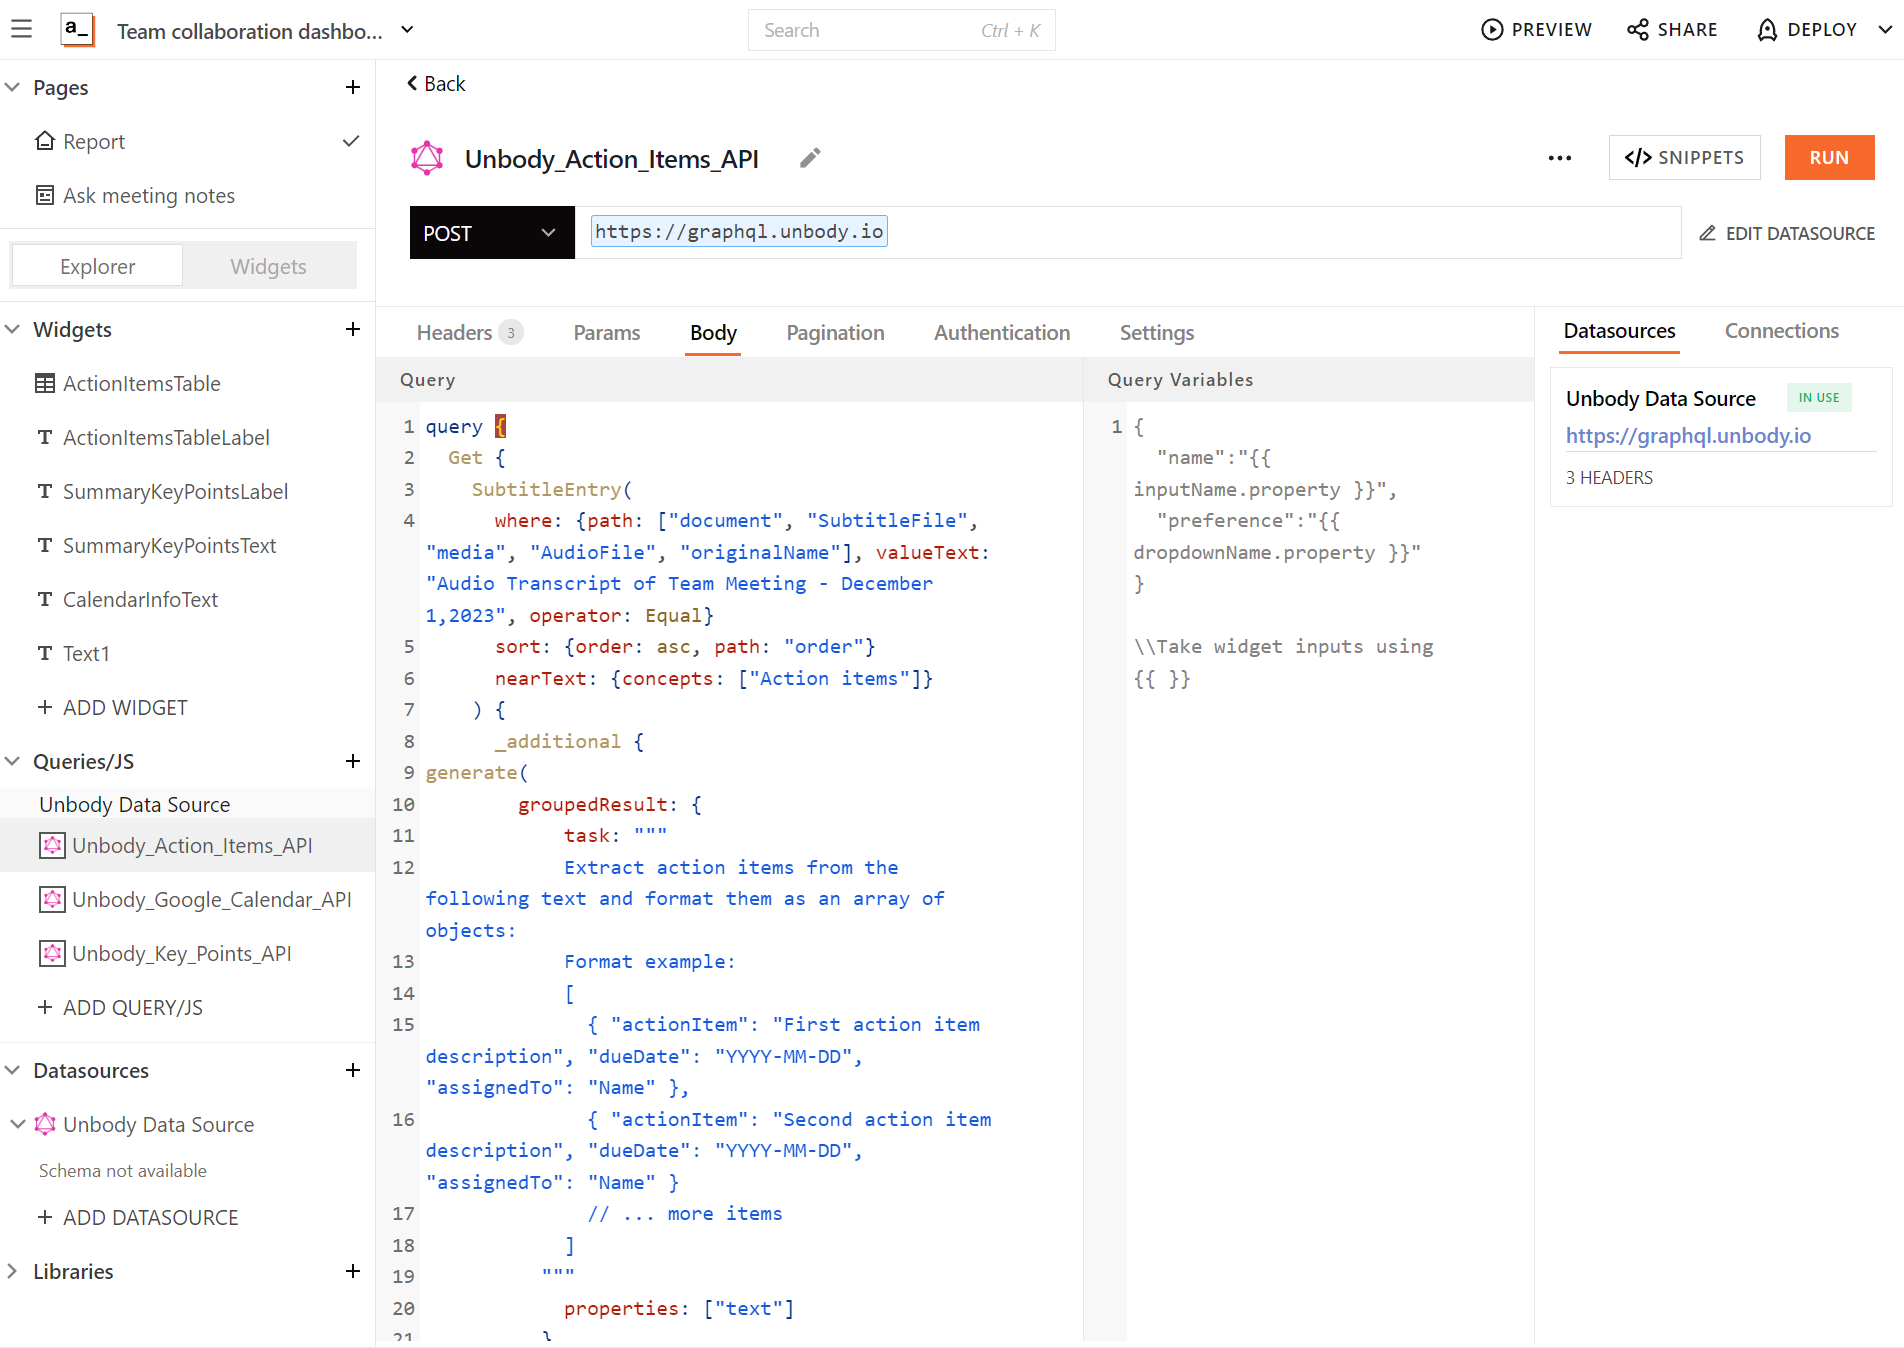 a_
Team collaboration dashbo...
Search
Ctrl + K
PREVIEW
SHARE
DEPLOY
Pages
Report
Ask meeting notes
Explorer
Widgets
Widgets
ActionItemsTable
ActionItemsTableLabel
SummaryKeyPointsLabel
SummaryKeyPointsText
CalendarInfoText
Text1
ADD WIDGET
Queries/JS
Unbody Data Source
Unbody_Action_Items_API
Unbody_Google_Calendar_API
Unbody_Key_Points_API
ADD QUERY/JS
Datasources
Unbody Data Source
Schema not available
ADD DATASOURCE
Libraries
Back
Unbody_Action_Items_API
</> SNIPPETS
RUN
POST
https://graphql.unbody.io
EDIT DATASOURCE
Headers 3
Params
Body
Pagination
Authentication
Settings
Query
1 query {
2 Get {
3 SubtitleEntry(
4 where: {path: ["document", "SubtitleFile",
"media", "AudioFile", "originalName"], valueText:
"Audio Transcript of Team Meeting - December
1,2023", operator: Equal}
5 sort: {order: asc, path: "order"}
6 nearText: {concepts: ["Action items"]}
7 ) {
8 _additional {
9 generate(
10 groupedResult: {
11 task: """
12 Extract action items from the
following text and format them as an array of
objects:
13 Format example:
14 [
15 { "actionItem": "First action item
description", "dueDate": "YYYY-MM-DD",
"assignedTo": "Name" },
16 { "actionItem": "Second action item
description", "dueDate": "YYYY-MM-DD",
"assignedTo": "Name" }
17 // ... more items
18 ]
19 """
20 properties: ["text"]
21 }
Query Variables
1 {
"name":"{{
inputName.property }}",
"preference":"{{
dropdownName.property }}"
}
\\Take widget inputs using
{{ }}
Datasources
Connections
Unbody Data Source
IN USE
https://graphql.unbody.io
3 HEADERS